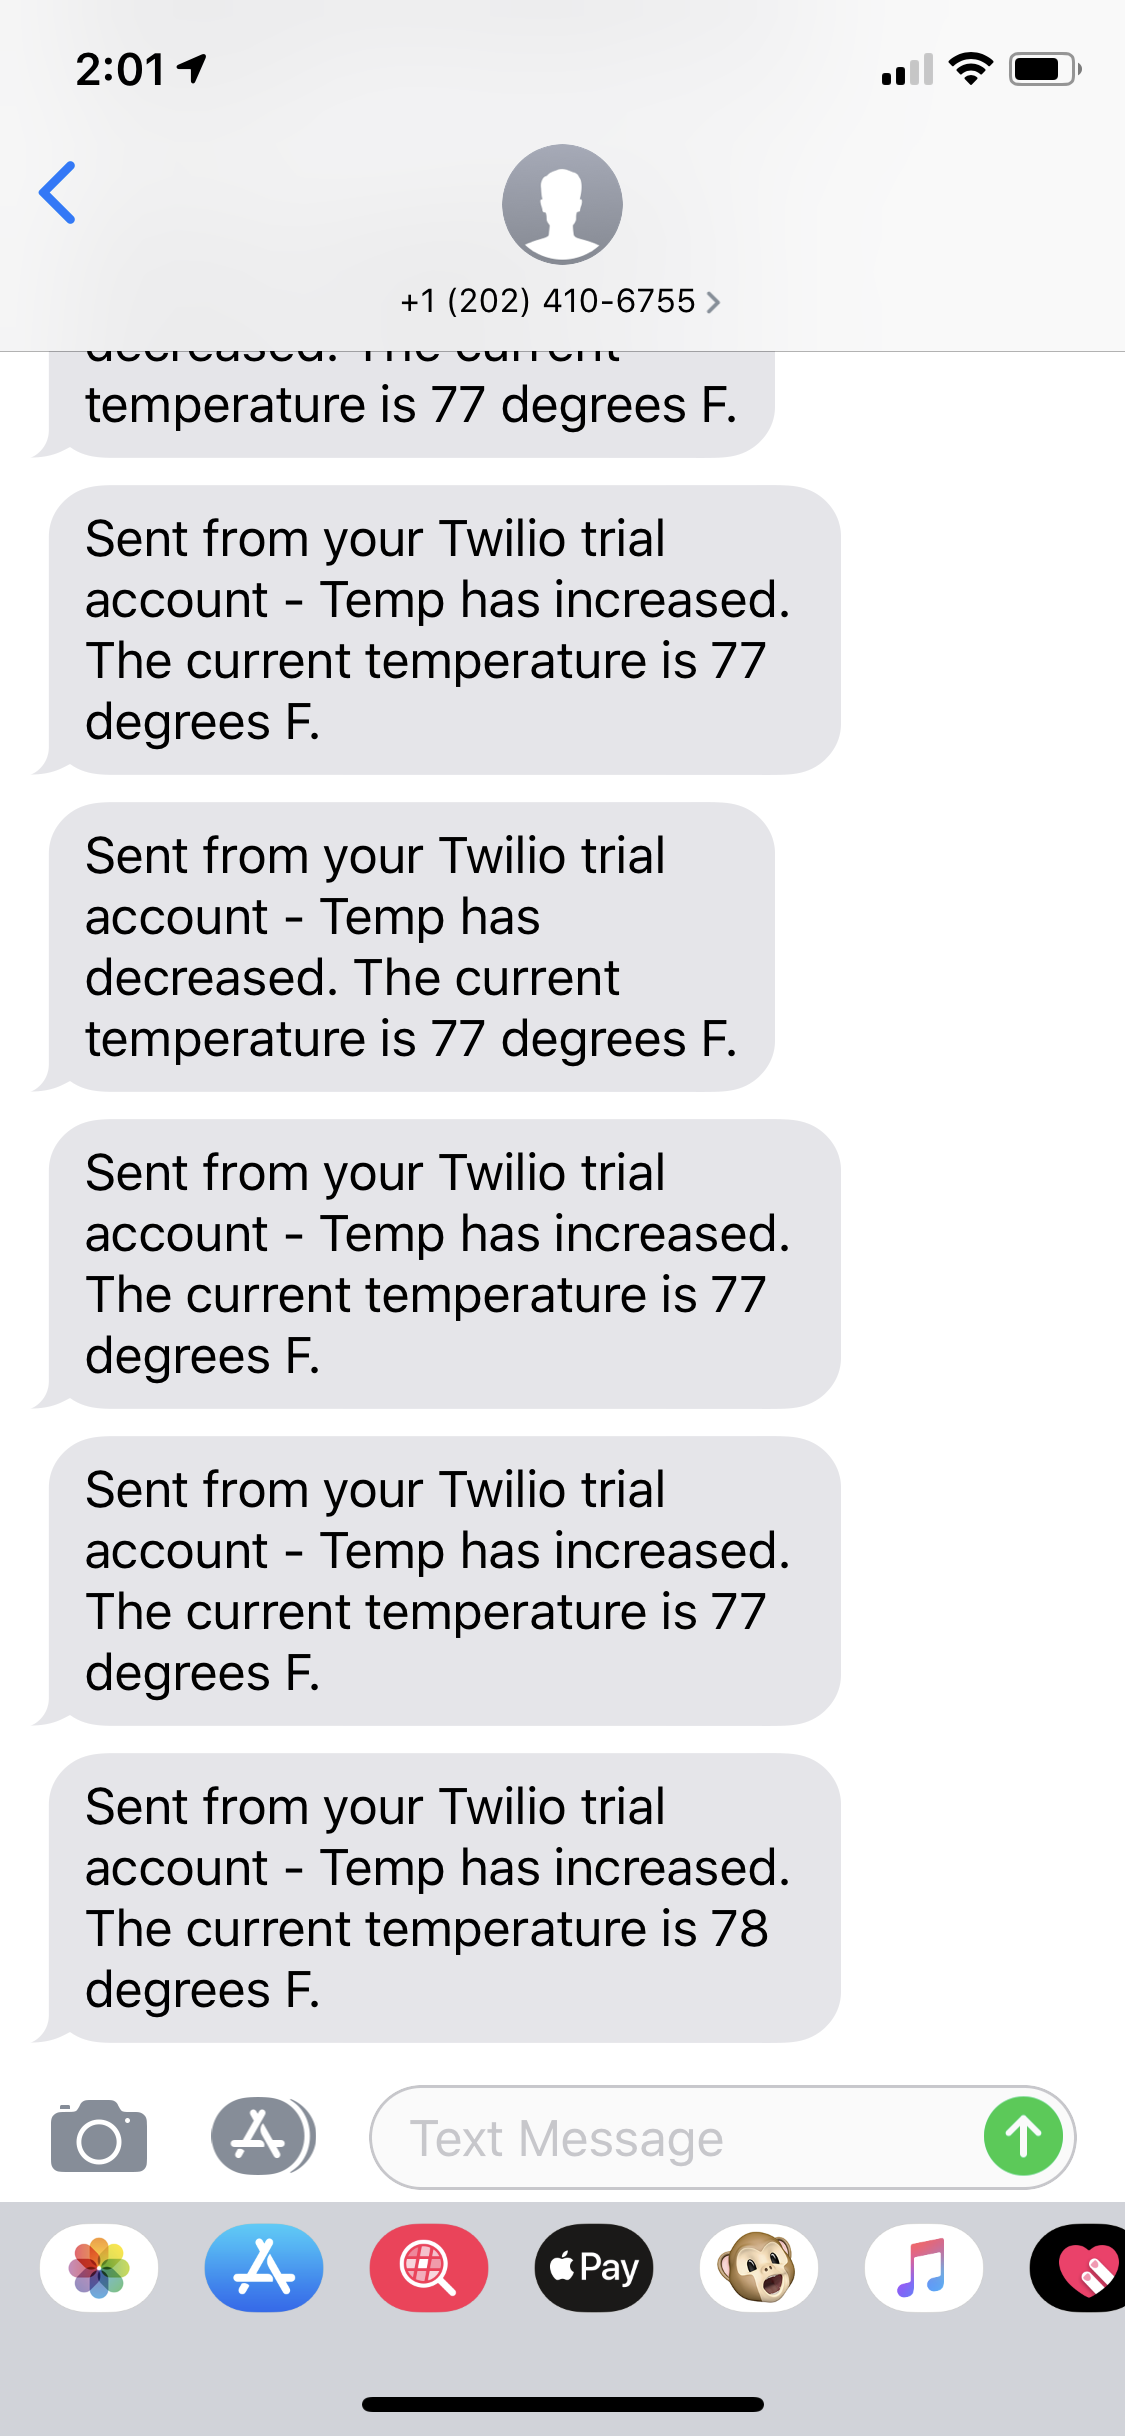 2:01
+1 (202) 410-6755
decreased. The current
temperature is 77 degrees F.
Sent from your Twilio trial
account - Temp has increased.
The current temperature is 77
degrees F.
Sent from your Twilio trial
account - Temp has
decreased. The current
temperature is 77 degrees F.
Sent from your Twilio trial
account - Temp has increased.
The current temperature is 77
degrees F.
Sent from your Twilio trial
account - Temp has increased.
The current temperature is 77
degrees F.
Sent from your Twilio trial
account - Temp has increased.
The current temperature is 78
degrees F.
Text Message
Pay